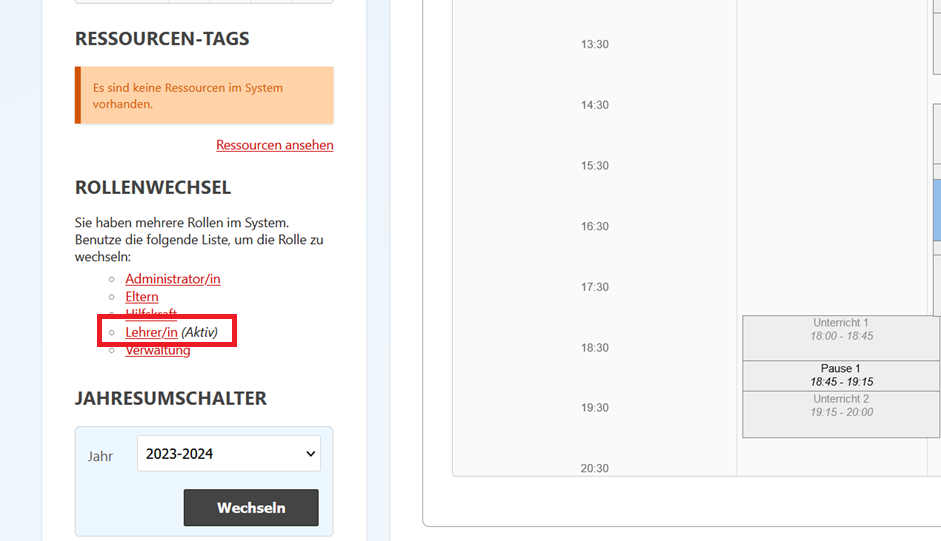 RESSOURCEN-TAGS
Es sind keine Ressourcen im System
vorhanden.
Ressourcen ansehen
ROLLENWECHSEL
Sie haben mehrere Rollen im System.
Benutze die folgende Liste, um die Rolle zu
wechseln:
Administrator/in
Eltern
Hilfskraft
Lehrer/in (Aktiv)
Verwaltung
JAHRESUMSCHALTER
Jahr
2023-2024
Wechseln
13:30
14:30
15:30
16:30
17:30
18:30
19:30
20:30
Unterricht 1
18:00 - 18:45
Pause 1
18:45 - 19:15
Unterricht 2
19:15 - 20:00